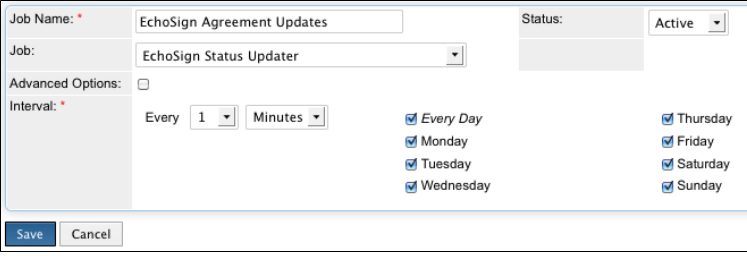 Job Name: * EchoSign Agreement Updates Status: Active
Job: EchoSign Status Updater
Advanced Options:
Interval: * Every 1 Minutes Every Day Thursday
Monday Friday
Tuesday Saturday
Wednesday Sunday
Save Cancel